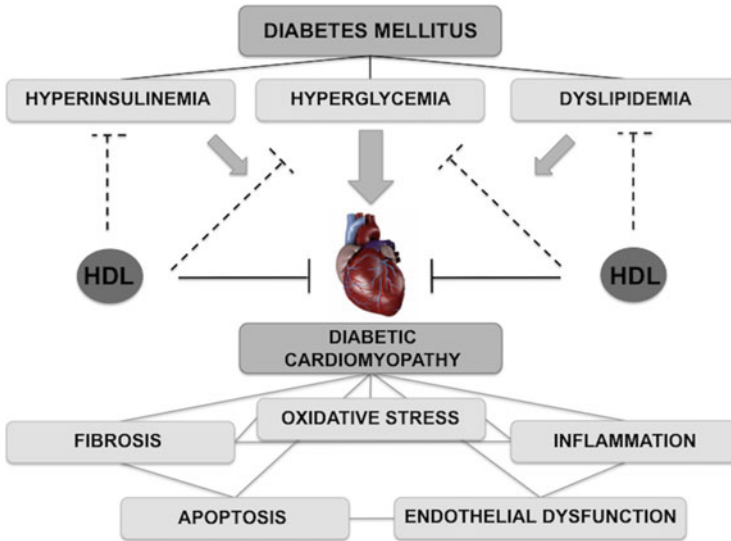 DIABETES MELLITUS
HYPERINSULINEMIA
HYPERGLYCEMIA
DYSLIPIDEMIA
HDL
HDL
DIABETIC
CARDIOMYOPATHY
OXIDATIVE STRESS
FIBROSIS
INFLAMMATION
APOPTOSIS
ENDOTHELIAL DYSFUNCTION